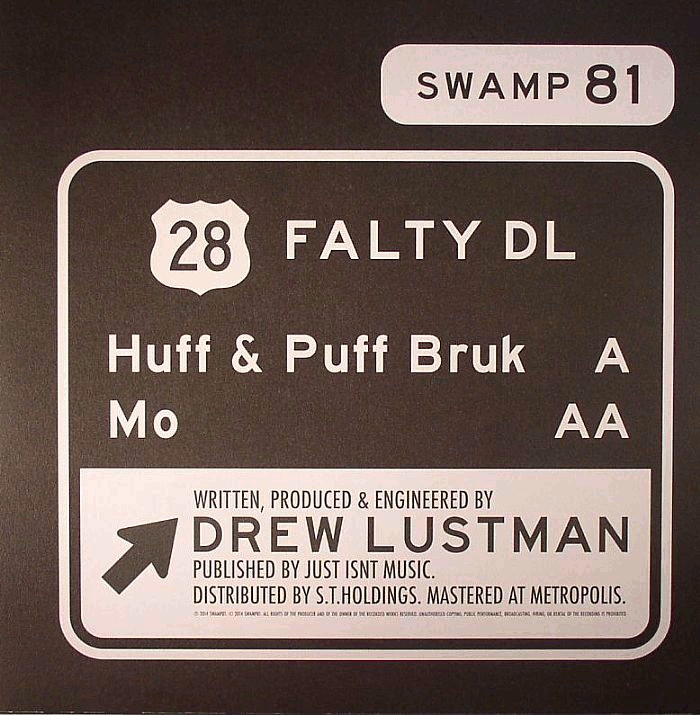 SWAMP 81
28 FALTY DL
Huff & Puff Bruk A
Mo AA
WRITTEN, PRODUCED & ENGINEERED BY
DREW LUSTMAN
PUBLISHED BY JUST ISNT MUSIC.
DISTRIBUTED BY S.T.HOLDINGS. MASTERED AT METROPOLIS.